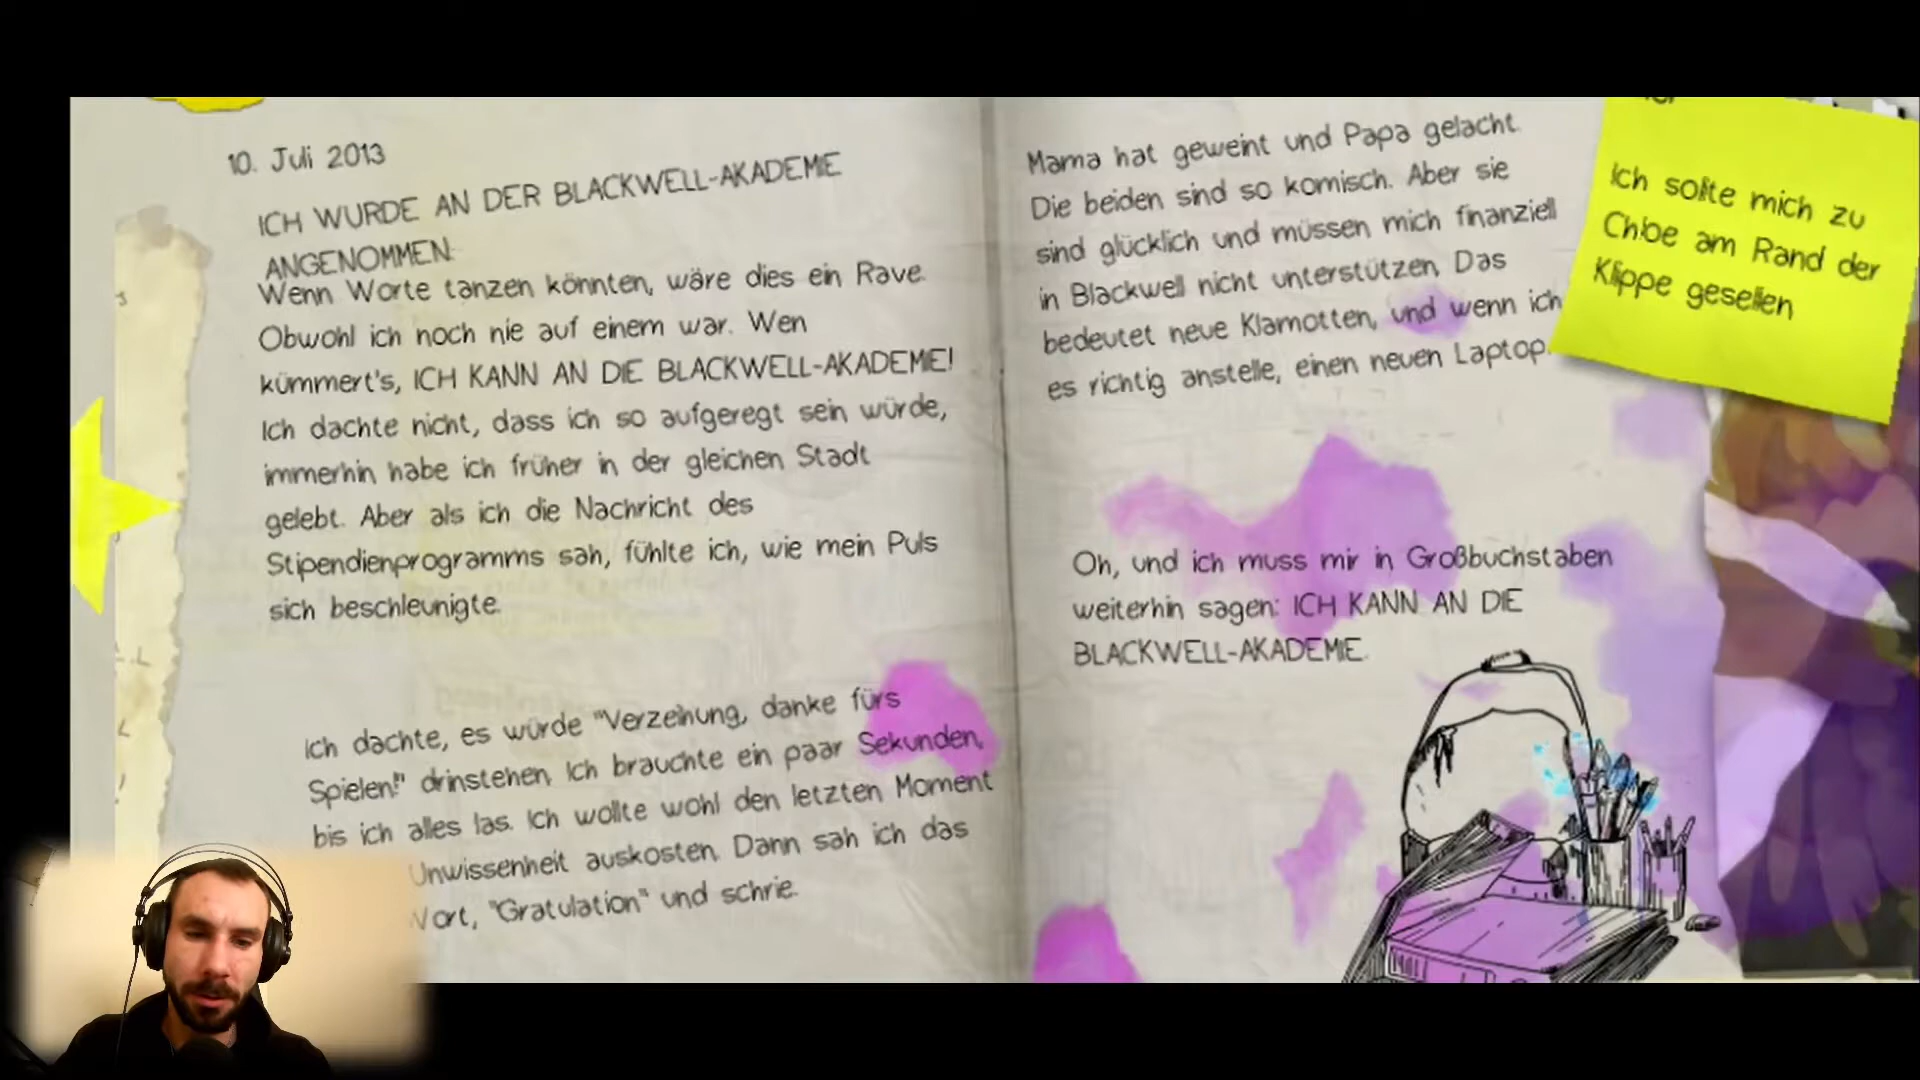 10. Juli 2013
ICH WURDE AN DER BLACKWELL-AKADEMIE
ANGENOMMEN.
Wenn Worte tanzen könnten, wäre dies ein Rave.
Obwohl ich noch nie auf einem war. Wen
kümmert's, ICH KANN AN DIE BLACKWELL-AKADEMIE!
Ich dachte nicht, dass ich so aufgeregt sein würde,
immerhin habe ich früher in der gleichen Stadt
gelebt. Aber als ich die Nachricht des
Stipendienprogramms sah, fühlte ich, wie mein Puls
sich beschleunigte.
Ich dachte, es würde "Verzeihung, danke fürs
Spielen!" drinstehen. Ich brauchte ein paar Sekunden,
bis ich alles las. Ich wollte wohl den letzten Moment
Unwissenheit auskosten. Dann sah ich das
Wort, "Gratulation" und schrie.
Mama hat geweint und Papa gelacht.
Die beiden sind so komisch. Aber sie
sind glücklich und müssen mich finanziell
in Blackwell nicht unterstützen. Das
bedeutet neue Klamotten, und wenn ich
es richtig anstelle, einen neuen Laptop.
Oh, und ich muss mir in Großbuchstaben
weiterhin sagen: ICH KANN AN DIE
BLACKWELL-AKADEMIE.
Ich sollte mich zu
Chloe am Rand der
Klippe gesellen